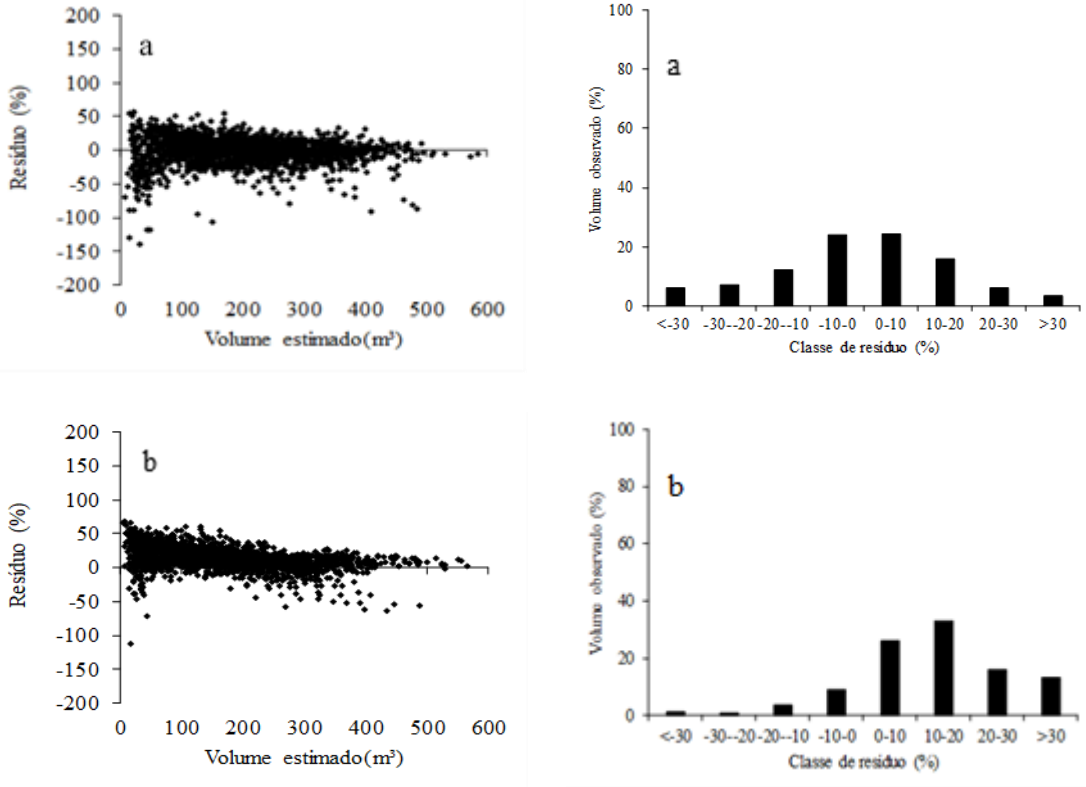 200
150
100
50
0
-50
-100
-150
-200
a
Resíduo (%)
0 100 200 300 400 500 600
Volume estimado(m³)
100
80
60
40
20
0
a
Volume observado (%)
<-30 -30--20 -20--10 -10-0 0-10 10-20 20-30 >30
Classe de resíduo (%)
200
150
100
50
0
-50
-100
-150
-200
b
Resíduo (%)
0 100 200 300 400 500 600
Volume estimado(m³)
100
80
60
40
20
0
b
Volume observado (%)
<-30 -30--20 -20--10 -10-0 0-10 10-20 20-30 >30
Classe de resíduo (%)